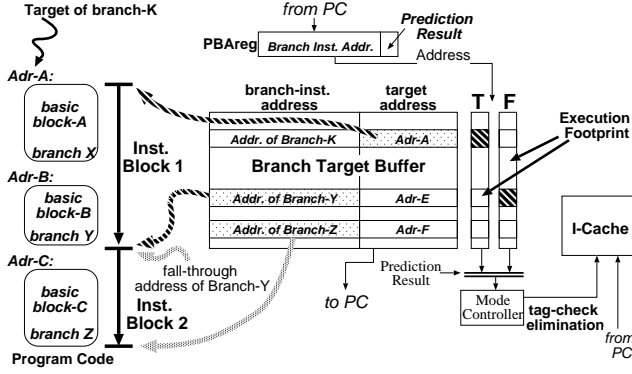 Target of branch-K
from PC
PBAreg
Branch Inst. Addr.
Prediction
Result
Address
Adr-A:
basic
block-A
branch X
Inst.
Block 1
branch-inst.
address
target
address
T F
Addr. of Branch-K
Adr-A
Branch Target Buffer
Execution
Footprint
Adr-B:
basic
block-B
branch Y
Addr. of Branch-Y
Adr-E
Addr. of Branch-Z
Adr-F
I-Cache
Adr-C:
basic
block-C
branch Z
fall-through
address of Branch-Y
Inst.
Block 2
to PC
Prediction
Result
Mode
Controller
tag-check
elimination
from
PC
Program Code